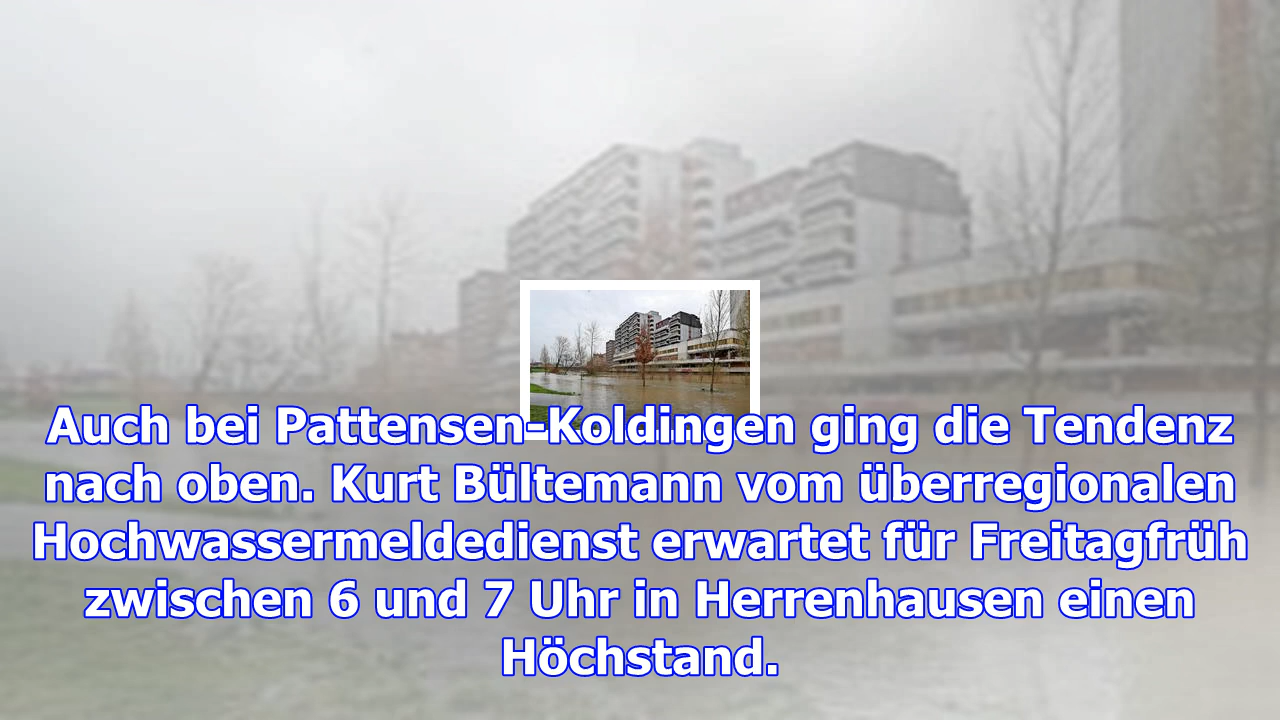 Auch bei Pattensen-Koldingen ging die Tendenz
nach oben. Kurt Bültemann vom überregionalen
Hochwassermeldedienst erwartet für Freitagfrüh
zwischen 6 und 7 Uhr in Herrenhausen einen
Höchstand.